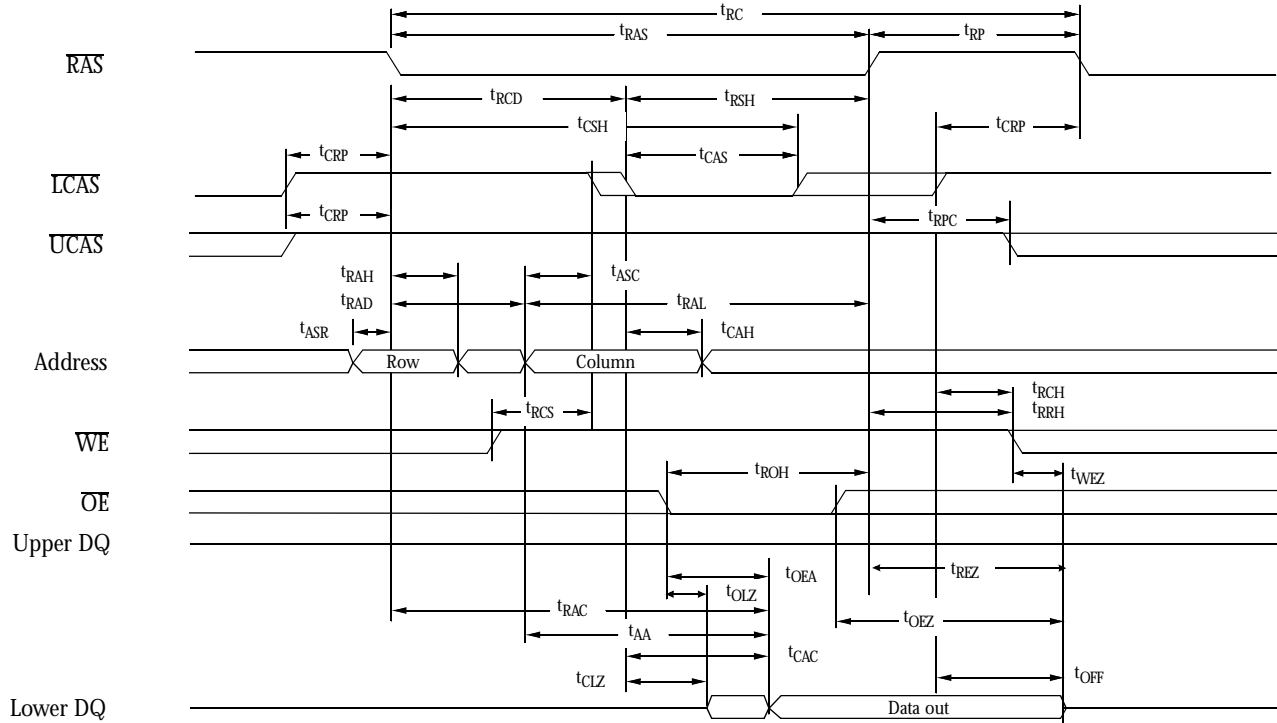 tRC
tRAS tRP
RAS
tRCD tRSH
tCSH tCRP
tCRP tCAS
LCAS
tCRP tRPC
UCAS
tRAH tASC
tRAD tRAL
tASR tCAH
Address Row Column
tRCH
tRCS tRRH
WE
tROH tWEZ
OE
Upper DQ
tOEA tREZ
tOLZ
tRAC tOEZ
tAA
tCAC
tCLZ tOFF
Lower DQ Data out